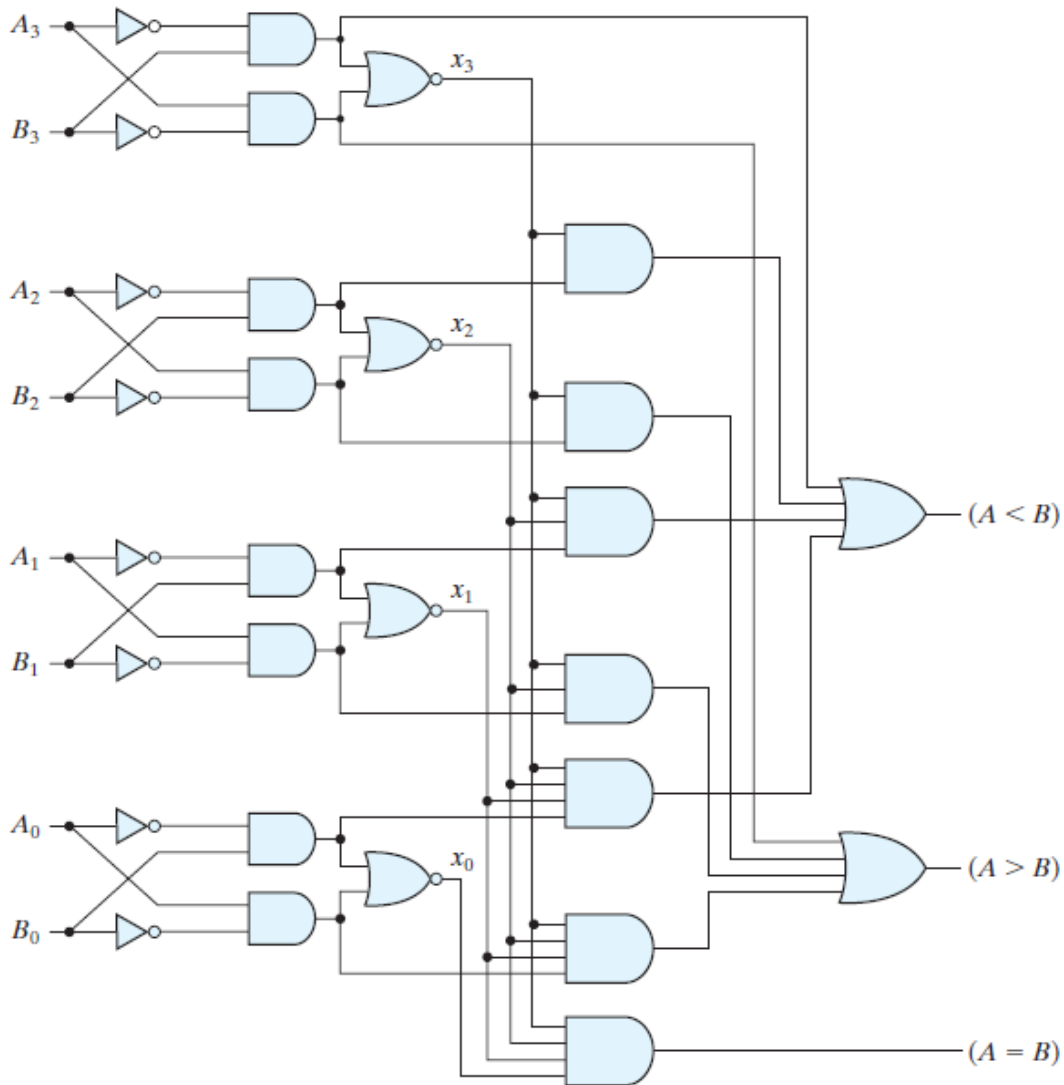 A₃
x₃
B₃
A₂
x₂
B₂
(A < B)
A₁
x₁
B₁
A₀
x₀
(A > B)
B₀
(A = B)